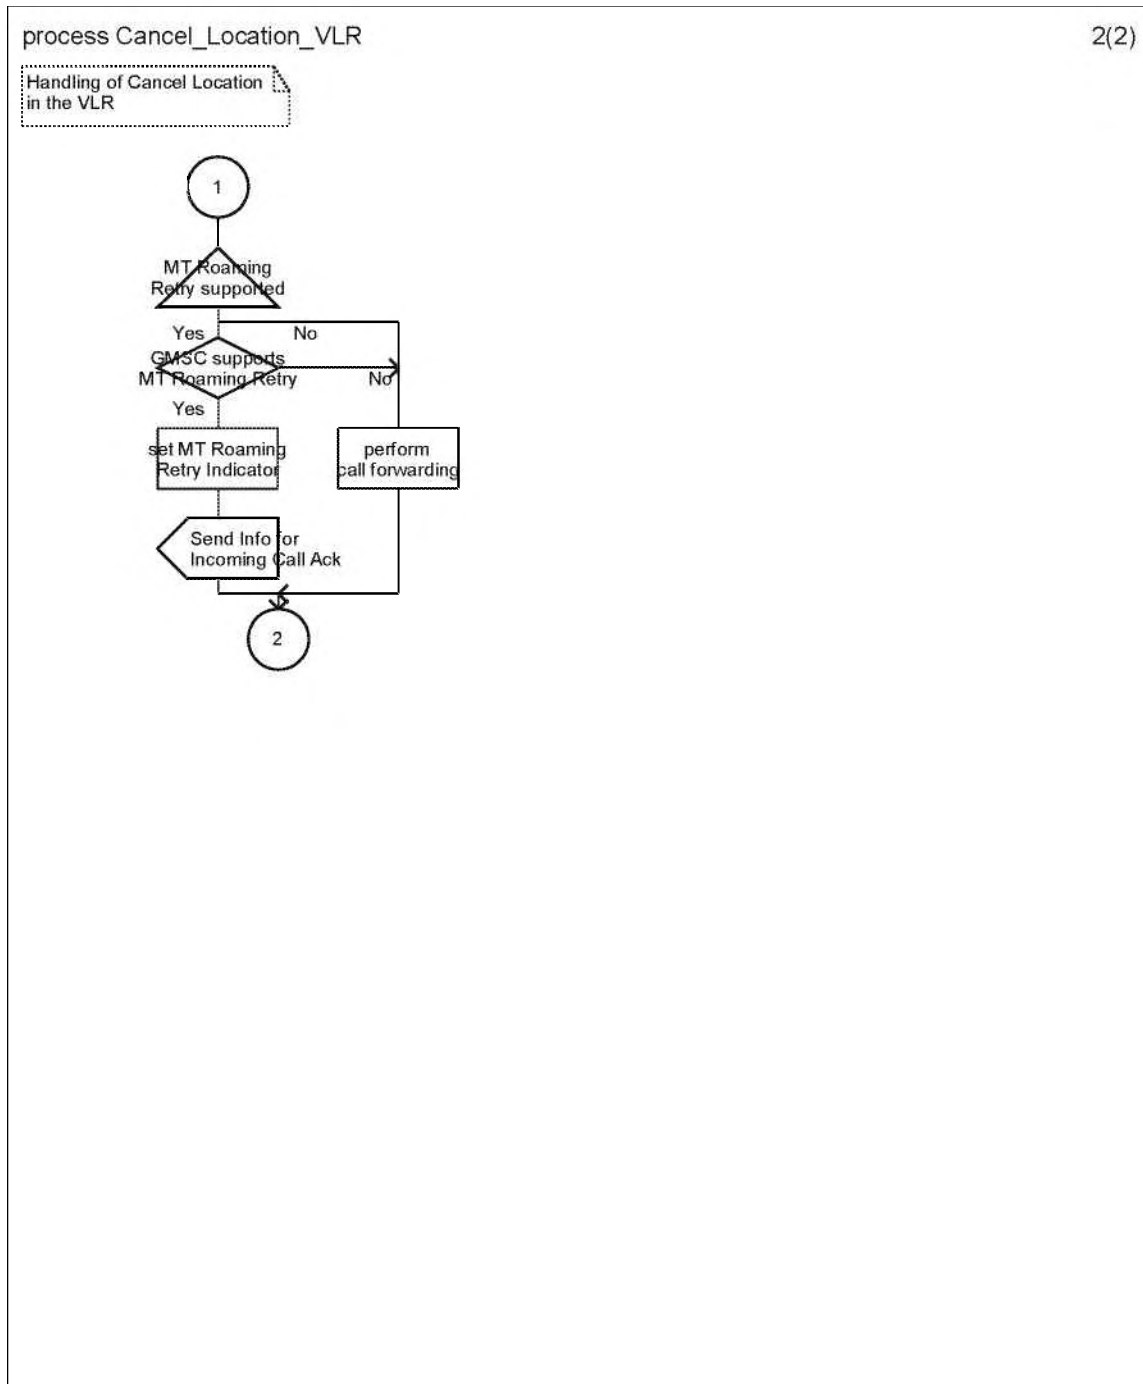 process Cancel_Location_VLR
2(2)
Handling of Cancel Location
in the VLR
1
MT Roaming
Retry supported
Yes
No
GMSC supports
MT Roaming Retry
No
Yes
set MT Roaming
Retry Indicator
perform
call forwarding
Send Info for
Incoming Call Ack
2